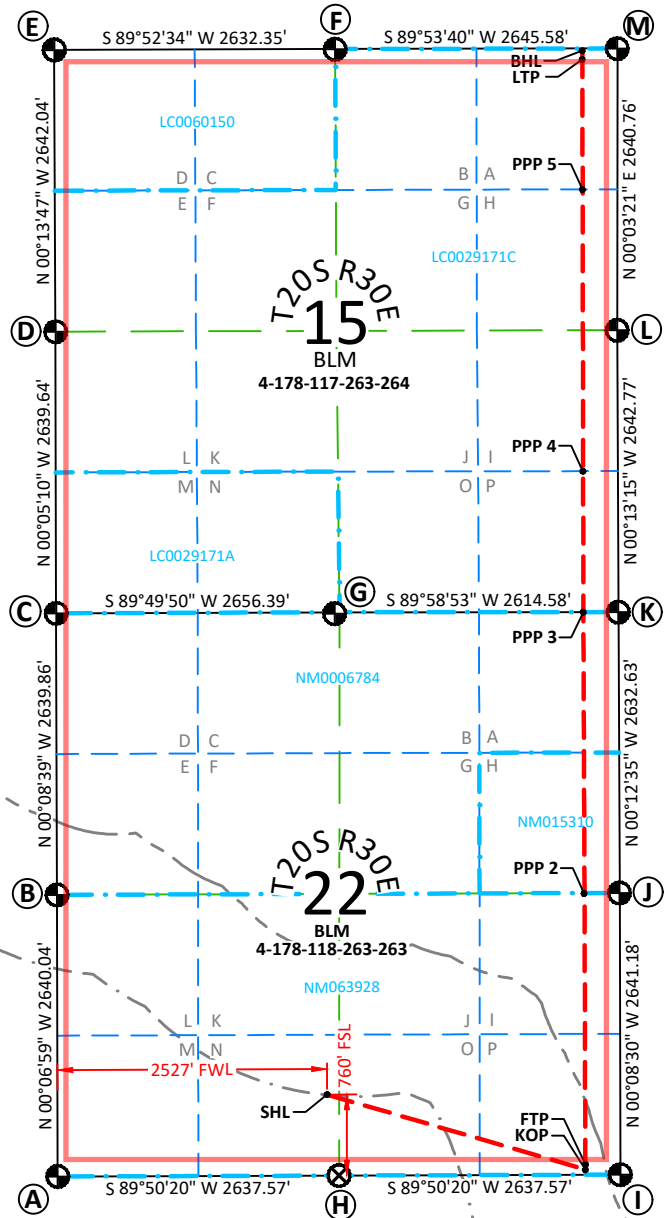 E
F
M
S 89°52'34" W 2632.35'
S 89°53'40" W 2645.58'
BHL
LTP
LC0060150
N 00°13'47" W 2642.04'
N 00°03'21" E 2640.76'
D C
B A
PPP 5
E F
G H
LC0029171C
T20S R30E
15
BLM
4-178-117-263-264
D
L
N 00°05'10" W 2639.64'
N 00°13'15" W 2642.77'
L K
J I
PPP 4
M N
O P
LC0029171A
S 89°49'50" W 2656.39'
S 89°58'53" W 2614.58'
C
G
K
PPP 3
NM0006784
N 00°08'39" W 2639.86'
N 00°12'35" W 2632.63'
D C
B A
E F
G H
NM015310
T20S R30E
22
BLM
4-178-118-263-263
B
J
PPP 2
NM063928
N 00°06'59" W 2640.04'
N 00°08'30" W 2641.18'
L K
J I
M N
O P
2527' FWL
760' FSL
SHL
FTP
KOP
S 89°50'20" W 2637.57'
S 89°50'20" W 2637.57'
A
H
I